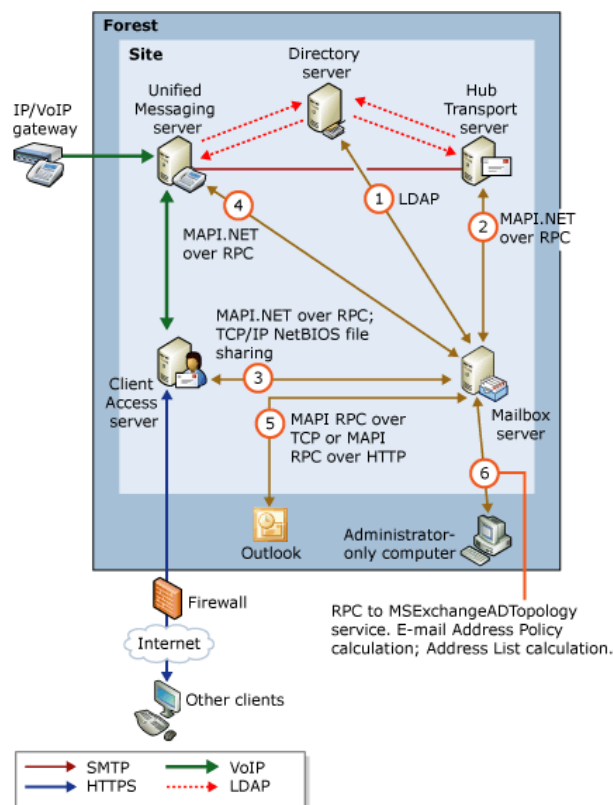 Forest
Site
Directory
server
Unified
Messaging
server
Hub
Transport
server
IP/VoIP
gateway
1
LDAP
4
2
MAPI.NET
over RPC
MAPI.NET
over RPC
MAPI.NET over RPC;
TCP/IP NetBIOS file
sharing
3
Client
Access
server
Mailbox
server
5
MAPI RPC over
TCP or MAPI
RPC over HTTP
6
Outlook
Administrator-
only computer
Firewall
Internet
Other clients
RPC to MSExchangeADTopology
service. E-mail Address Policy
calculation; Address List calculation.
SMTP
VoIP
HTTPS
LDAP